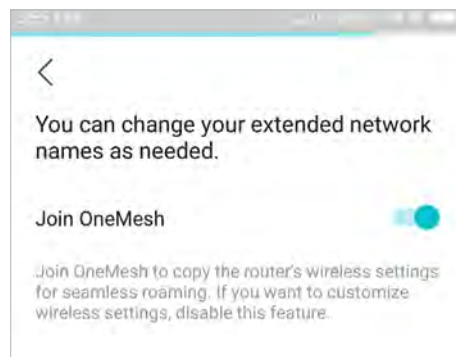 You can change your extended network
names as needed.
Join OneMesh
Join OneMesh to copy the router's wireless settings
for seamless roaming. If you want to customize
wireless settings, disable this feature.